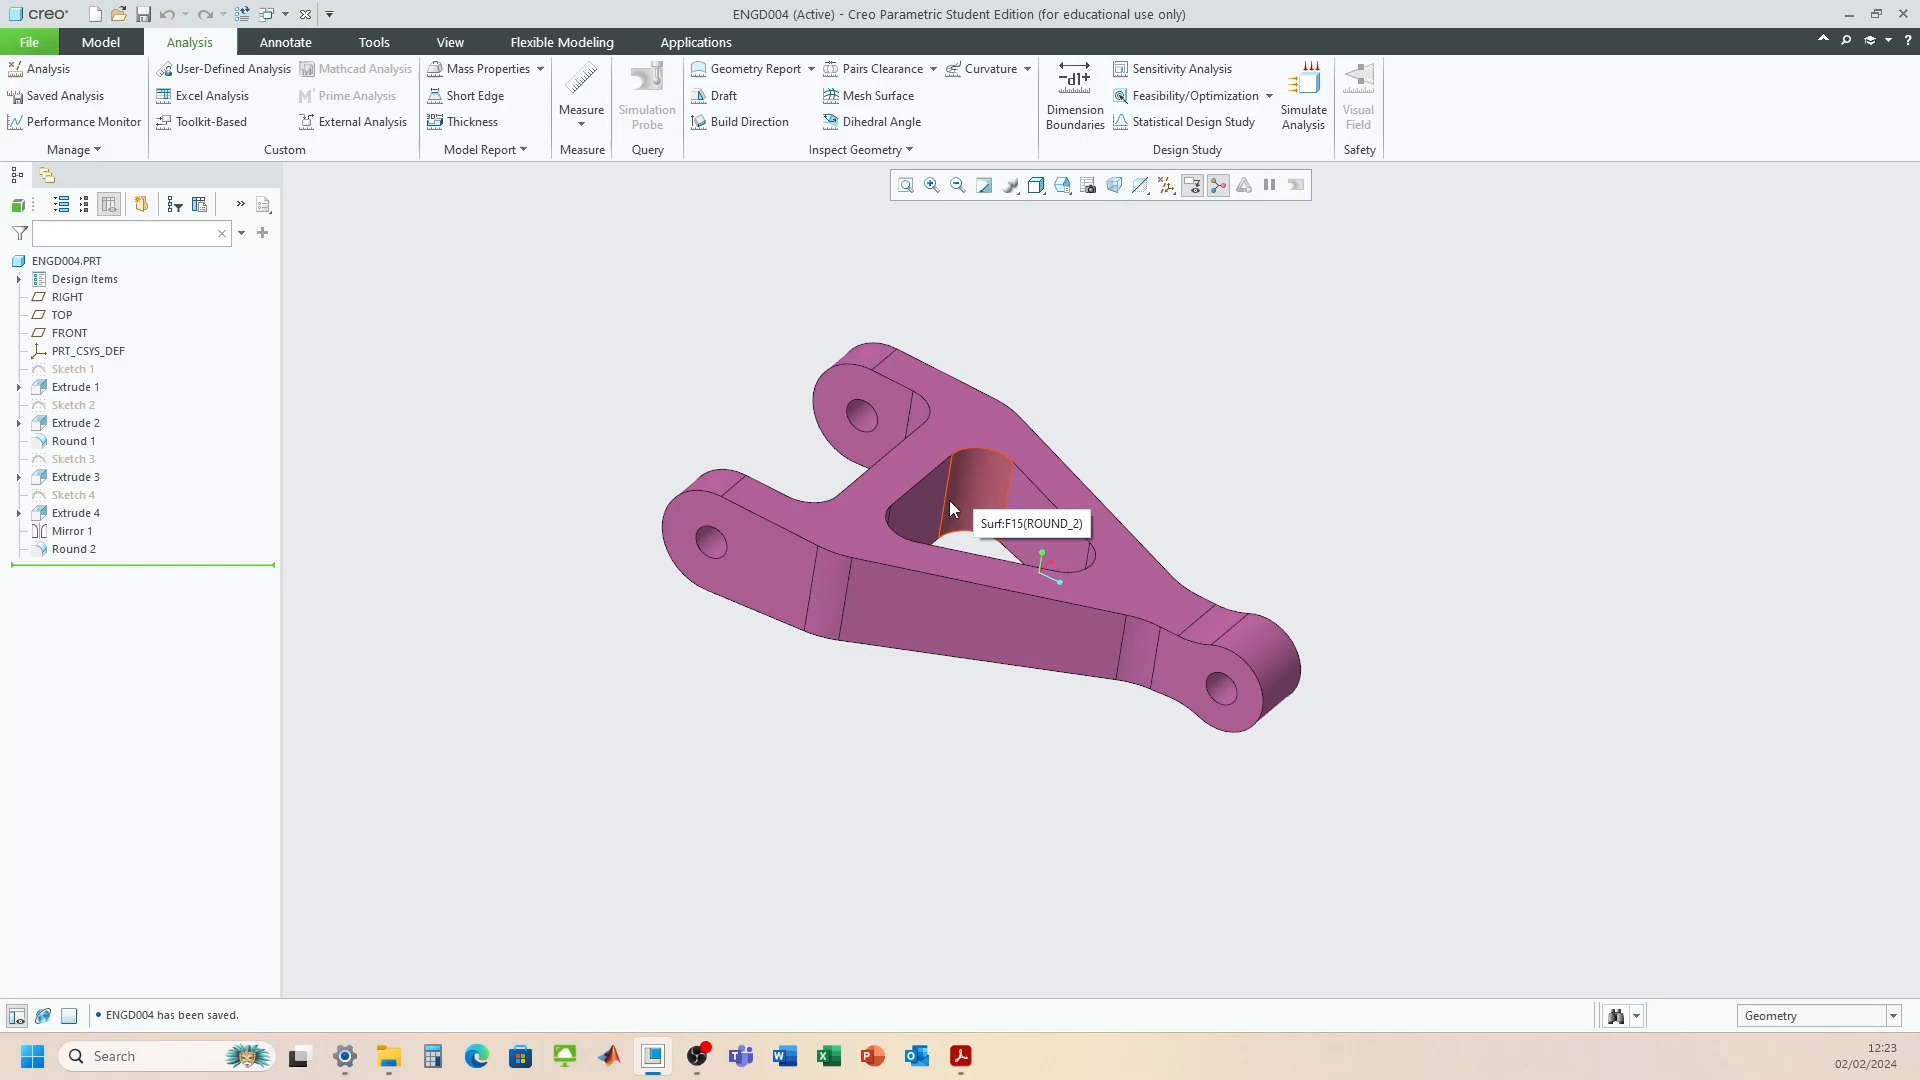 creo
ENGD004 (Active) - Creo Parametric Student Edition (for educational use only)
File
Model
Analysis
Annotate
Tools
View
Flexible Modeling
Applications
Analysis
Saved Analysis
Performance Monitor
Manage
User-Defined Analysis
Excel Analysis
Toolkit-Based
Mathcad Analysis
Prime Analysis
External Analysis
Custom
Mass Properties
Short Edge
Thickness
Model Report
Measure
Measure
Simulation
Probe
Query
Geometry Report
Draft
Build Direction
Pairs Clearance
Mesh Surface
Dihedral Angle
Curvature
Inspect Geometry
Dimension
Boundaries
Sensitivity Analysis
Feasibility/Optimization
Statistical Design Study
Simulate
Analysis
Design Study
Visual
Field
Safety
ENGD004.PRT
Design Items
RIGHT
TOP
FRONT
PRT_CSYS_DEF
Sketch 1
Extrude 1
Sketch 2
Extrude 2
Round 1
Sketch 3
Extrude 3
Sketch 4
Extrude 4
Mirror 1
Round 2
Surf:F15(ROUND_2)
• ENGD004 has been saved.
Geometry
Search
12:23
02/02/2024